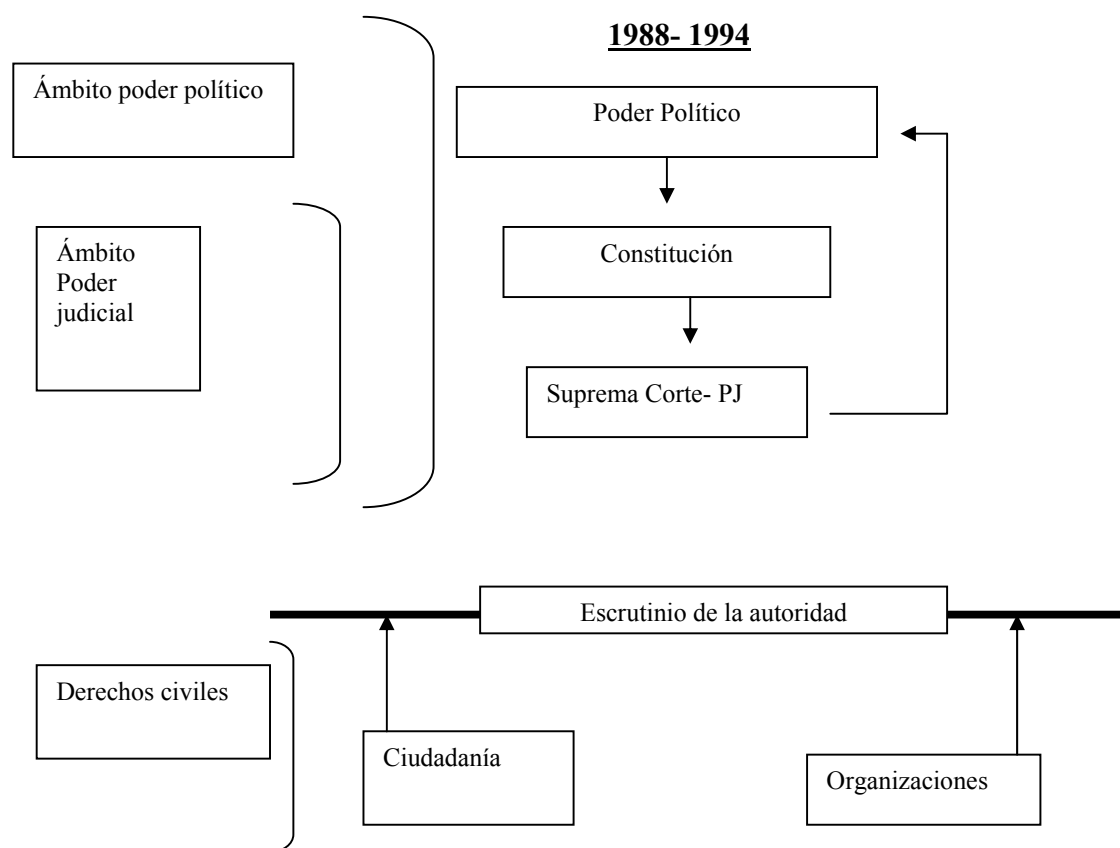 1988- 1994
Ámbito poder político
Poder Político
Ámbito
Poder
judicial
Constitución
Suprema Corte- PJ
Escrutinio de la autoridad
Derechos civiles
Ciudadanía
Organizaciones